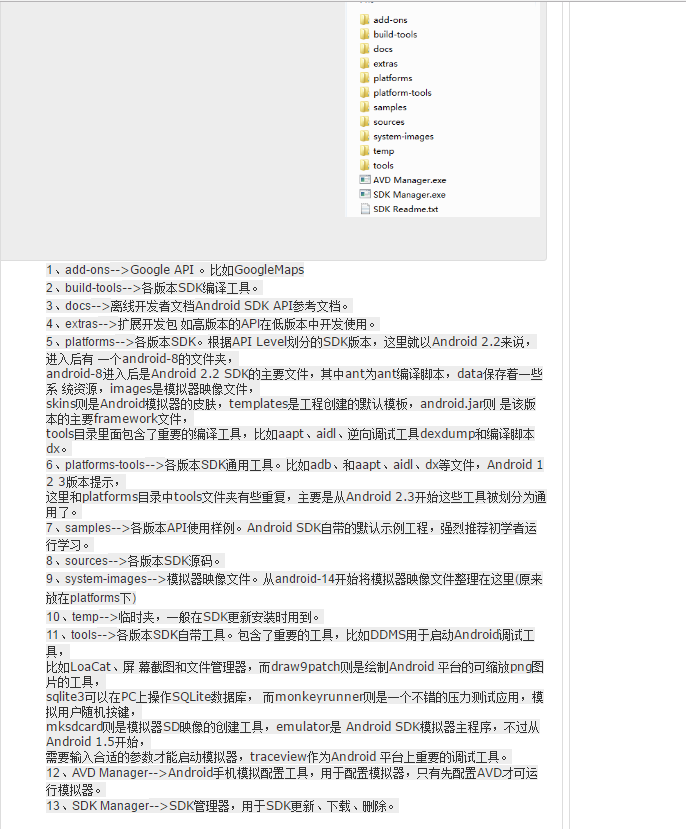 add-ons
build-tools
docs
extras
platforms
platform-tools
samples
sources
system-images
temp
tools
AVD Manager.exe
SDK Manager.exe
SDK Readme.txt
1、add-ons-->Google API 。比如GoogleMaps
2、build-tools-->各版本SDK编译工具。
3、docs-->离线开发者文档Android SDK API参考文档。
4、extras-->扩展开发包 如高版本的API在低版本中开发使用。
5、platforms-->各版本SDK。根据API Level划分的SDK版本，这里就以Android 2.2来说，
进入后有 一个android-8的文件夹，
android-8进入后是Android 2.2 SDK的主要文件，其中ant为ant编译脚本，data保存着一些
系 统资源，images是模拟器映像文件，
skins则是Android模拟器的皮肤，templates是工程创建的默认模板，android.jar则 是该版
本的主要framework文件，
tools目录里面包含了重要的编译工具，比如aapt、aidl、逆向调试工具dexdump和编译脚本
dx。
6、platforms-tools-->各版本SDK通用工具。比如adb、和aapt、aidl、dx等文件，Android 1
2 3版本提示，
这里和platforms目录中tools文件夹有些重复，主要是从Android 2.3开始这些工具被划分为通
用了。
7、samples-->各版本API使用样例。Android SDK自带的默认示例工程，强烈推荐初学者运
行学习。
8、sources-->各版本SDK源码。
9、system-images-->模拟器映像文件。从android-14开始将模拟器映像文件整理在这里(原来
放在platforms下)
10、temp-->临时夹，一般在SDK更新安装时用到。
11、tools-->各版本SDK自带工具。包含了重要的工具，比如DDMS用于启动Android调试工
具，
比如LoaCat、屏 幕截图和文件管理器，而draw9patch则是绘制Android 平台的可缩放png图
片的工具，
sqlite3可以在PC上操作SQLite数据库， 而monkeyrunner则是一个不错的压力测试应用，模
拟用户随机按键，
mksdcard则是模拟器SD映像的创建工具，emulator是 Android SDK模拟器主程序，不过从
Android 1.5开始，
需要输入合适的参数才能启动模拟器，traceview作为Android 平台上重要的调试工具。
12、AVD Manager-->Android手机模拟配置工具，用于配置模拟器，只有先配置AVD才可运
行模拟器。
13、SDK Manager-->SDK管理器，用于SDK更新、下载、删除。